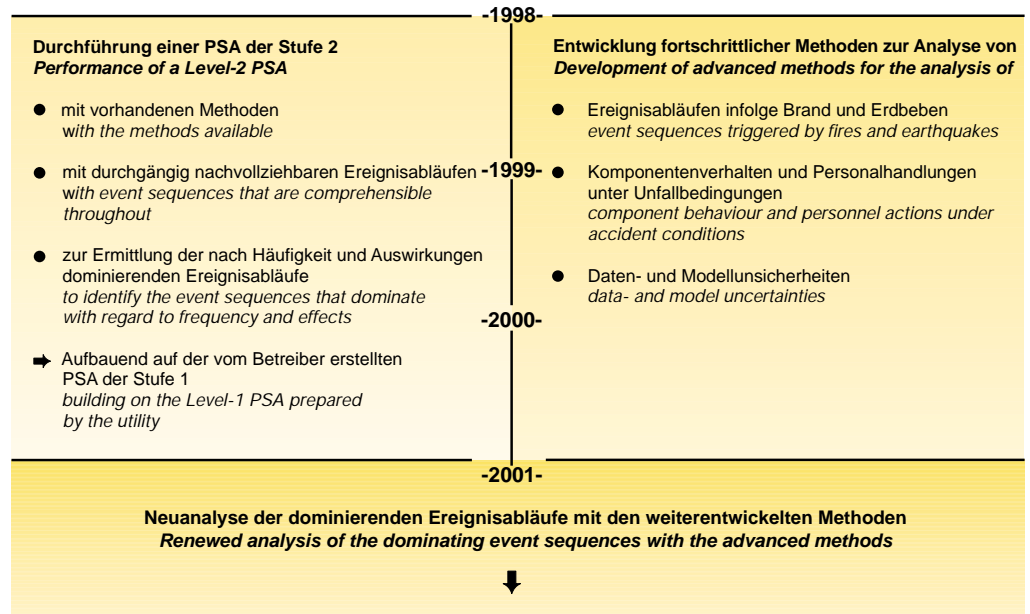 -1998-
Durchführung einer PSA der Stufe 2
Performance of a Level-2 PSA
● mit vorhandenen Methoden
with the methods available
● mit durchgängig nachvollziehbaren Ereignisabläufen
with event sequences that are comprehensible
throughout
● zur Ermittlung der nach Häufigkeit und Auswirkungen
dominierenden Ereignisabläufe
to identify the event sequences that dominate
with regard to frequency and effects
➡ Aufbauend auf der vom Betreiber erstellten
PSA der Stufe 1
building on the Level-1 PSA prepared
by the utility
-1999-
-2000-
Entwicklung fortschrittlicher Methoden zur Analyse von
Development of advanced methods for the analysis of
● Ereignisabläufen infolge Brand und Erdbeben
event sequences triggered by fires and earthquakes
● Komponentenverhalten und Personalhandlungen
unter Unfallbedingungen
component behaviour and personnel actions under
accident conditions
● Daten- und Modellunsicherheiten
data- and model uncertainties
-2001-
Neuanalyse der dominierenden Ereignisabläufe mit den weiterentwickelten Methoden
Renewed analysis of the dominating event sequences with the advanced methods